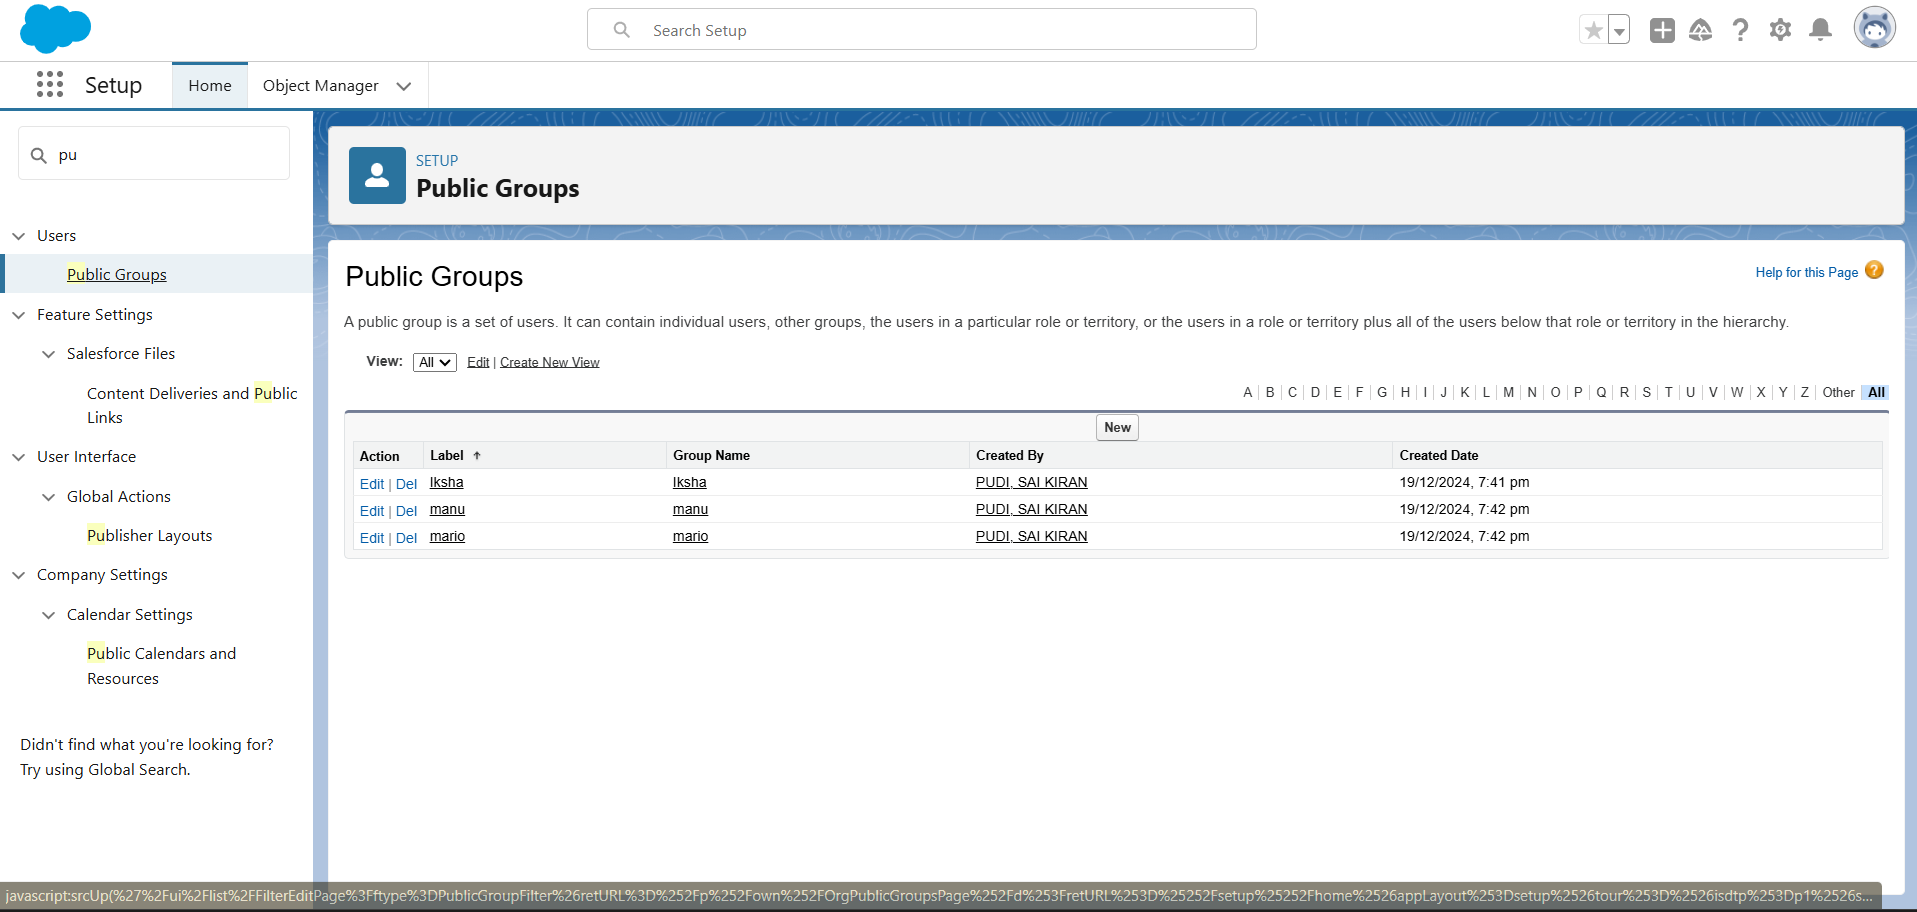 Search Setup
Setup
Home
Object Manager
pu
Users
Public Groups
Feature Settings
Salesforce Files
Content Deliveries and Public
Links
User Interface
Global Actions
Publisher Layouts
Company Settings
Calendar Settings
Public Calendars and
Resources
Didn't find what you're looking for?
Try using Global Search.
SETUP
Public Groups
Public Groups
Help for this Page ?
A public group is a set of users. It can contain individual users, other groups, the users in a particular role or territory, or the users in a role or territory plus all of the users below that role or territory in the hierarchy.
View: All Edit | Create New View
A | B | C | D | E | F | G | H | I | J | K | L | M | N | O | P | Q | R | S | T | U | V | W | X | Y | Z | Other All
New
Action Label Group Name Created By Created Date
Edit | Del Iksha Iksha PUDI, SAI KIRAN 19/12/2024, 7:41 pm
Edit | Del manu manu PUDI, SAI KIRAN 19/12/2024, 7:42 pm
Edit | Del mario mario PUDI, SAI KIRAN 19/12/2024, 7:42 pm
javascript:srcUp(%27%2Fui%2Flist%2FFilterEditPage%3Fftype%3DPublicGroupFilter%26retURL%3D%252Fp%252Fown%252FOrgPublicGroupsPage%252Fd%253FretURL%253D%25252Fsetup%25252Fhome%2526appLayout%253Dsetup%2526tour%253D%2526isdtp%253Dp1%2526s...